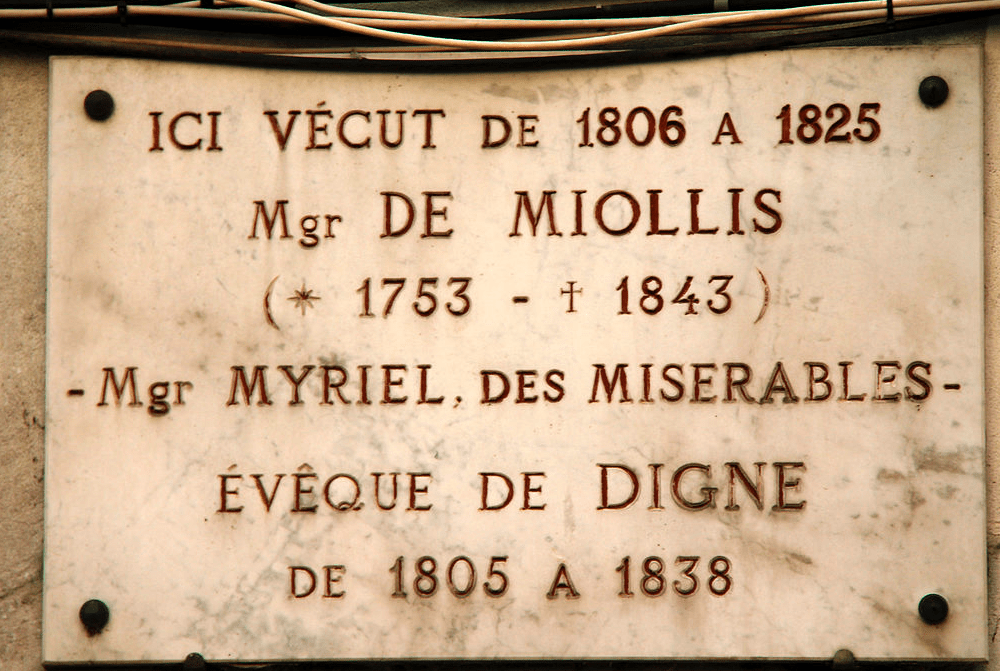 ICI VÉCUT DE 1806 A 1825
Mgr DE MIOLLIS
(* 1753 - † 1843)
- Mgr MYRIEL, DES MISERABLES -
ÉVÊQUE DE DIGNE
DE 1805 A 1838